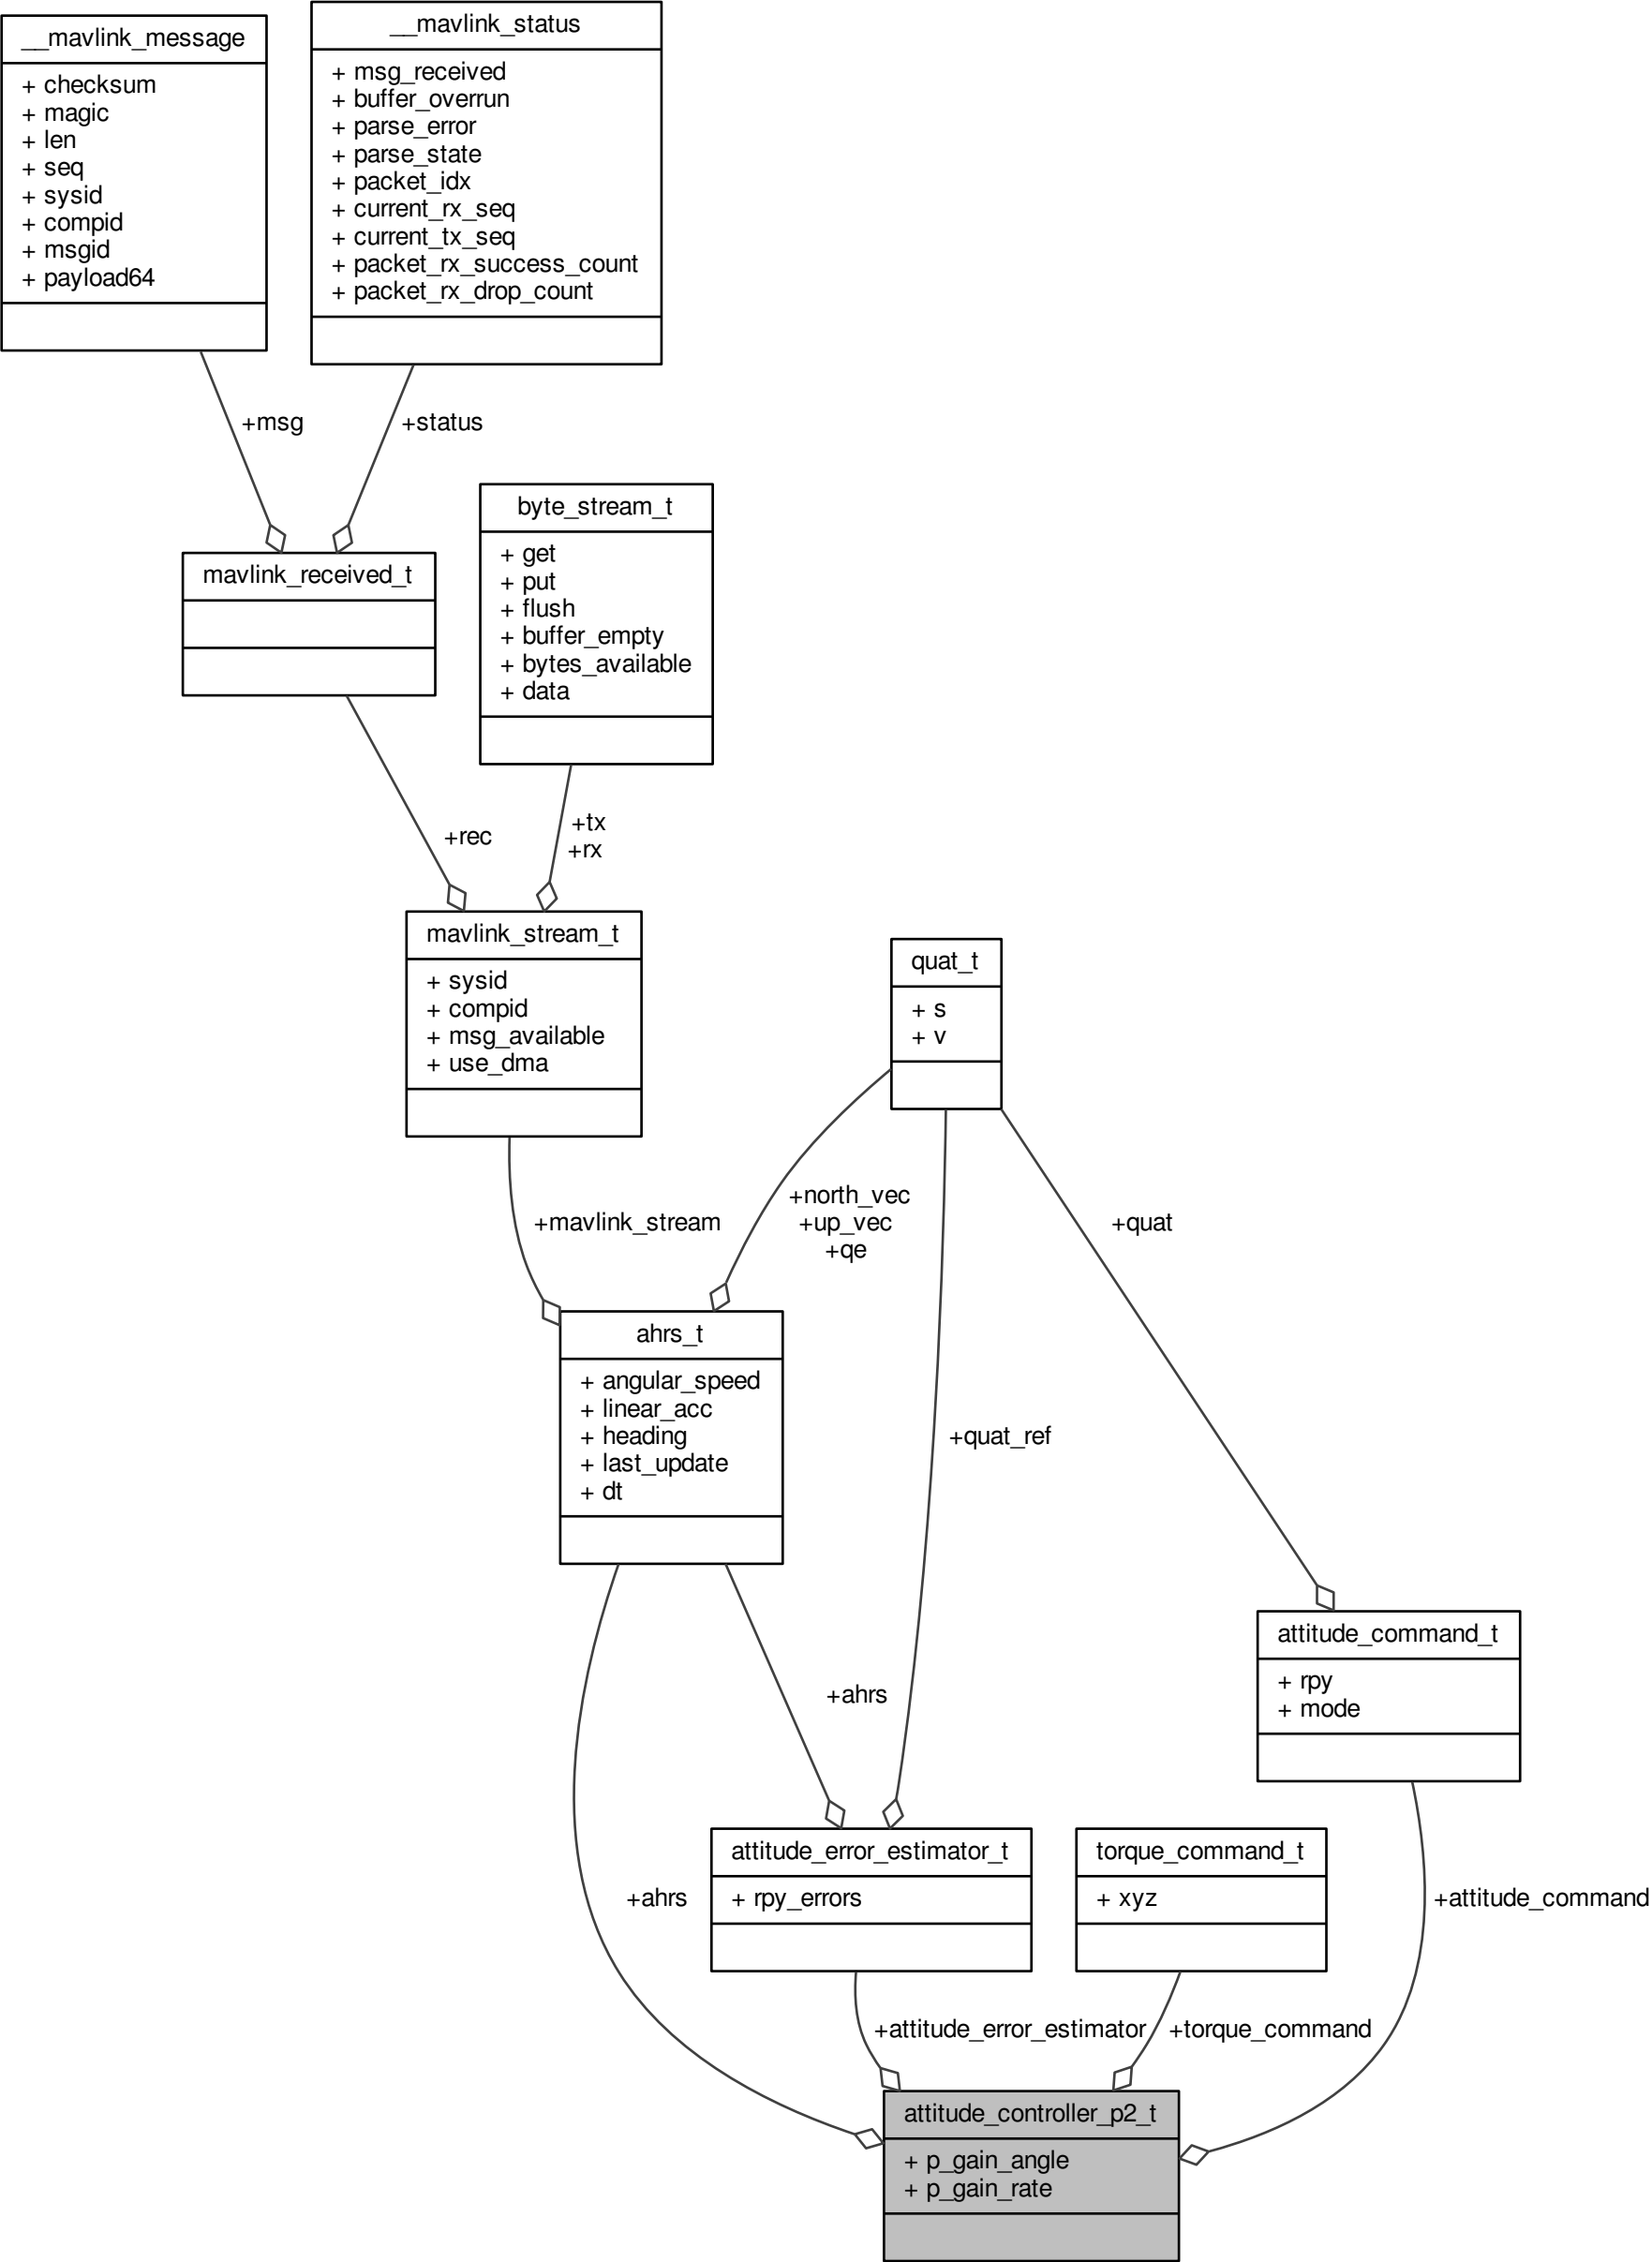 __mavlink_message
+ checksum
+ magic
+ len
+ seq
+ sysid
+ compid
+ msgid
+ payload64
__mavlink_status
+ msg_received
+ buffer_overrun
+ parse_error
+ parse_state
+ packet_idx
+ current_rx_seq
+ current_tx_seq
+ packet_rx_success_count
+ packet_rx_drop_count
+msg
+status
mavlink_received_t
byte_stream_t
+ get
+ put
+ flush
+ buffer_empty
+ bytes_available
+ data
+rec
+tx
+rx
mavlink_stream_t
+ sysid
+ compid
+ msg_available
+ use_dma
quat_t
+ s
+ v
+mavlink_stream
+north_vec
+up_vec
+qe
+quat
ahrs_t
+ angular_speed
+ linear_acc
+ heading
+ last_update
+ dt
+quat_ref
attitude_command_t
+ rpy
+ mode
+ahrs
attitude_error_estimator_t
+ rpy_errors
torque_command_t
+ xyz
+ahrs
+attitude_command
+attitude_error_estimator
+torque_command
attitude_controller_p2_t
+ p_gain_angle
+ p_gain_rate